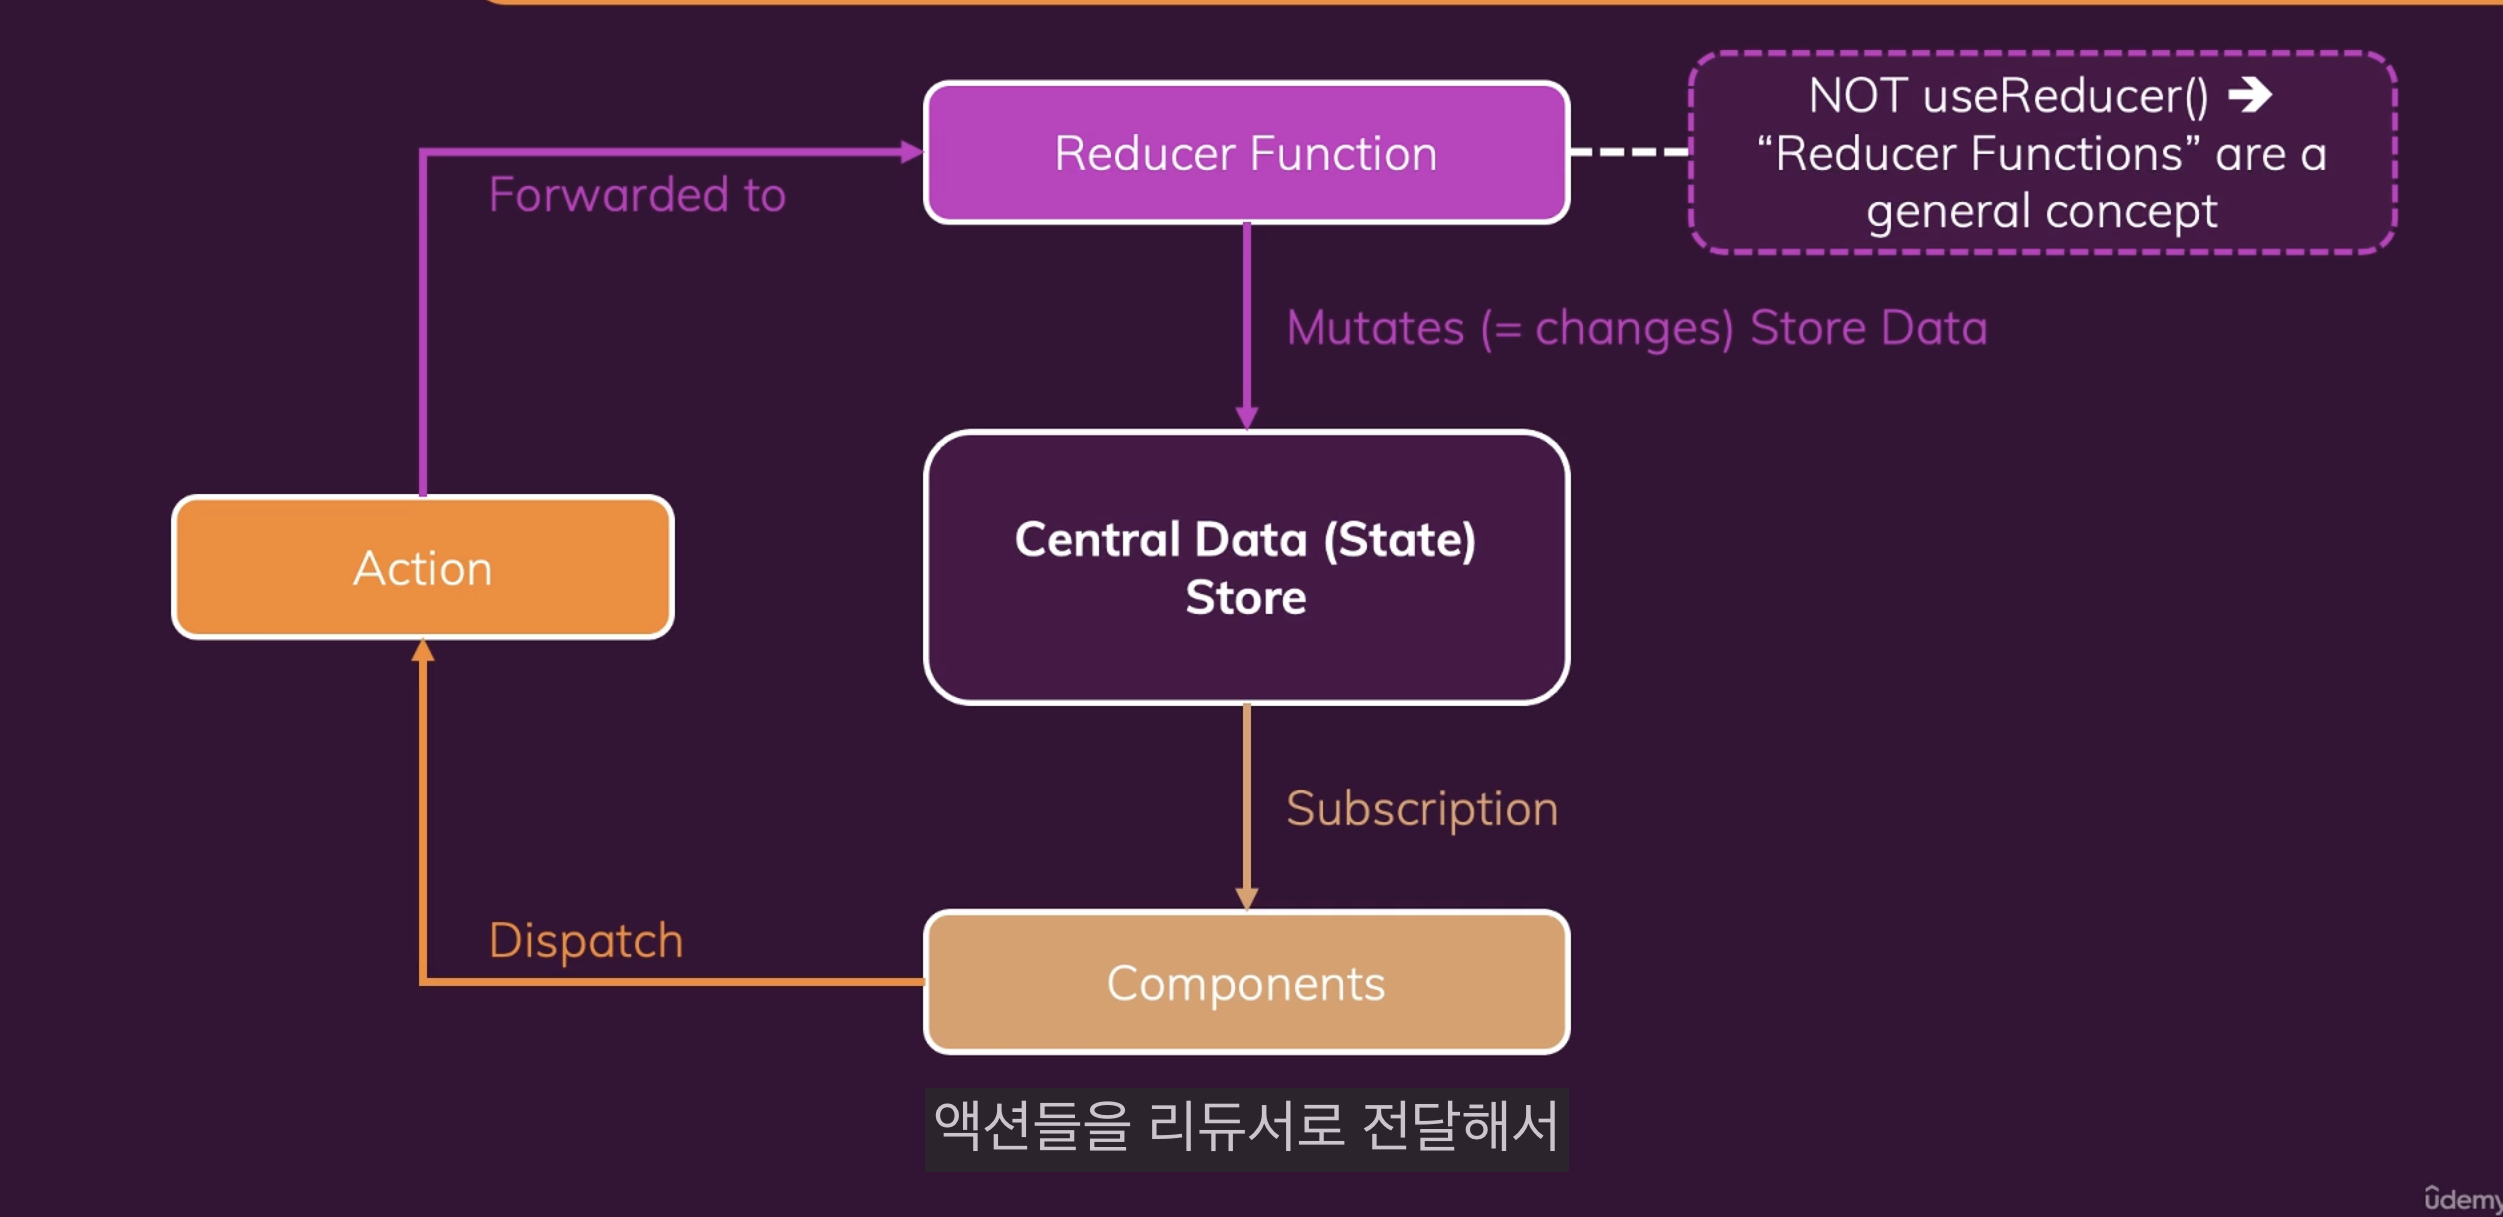 Reducer Function
NOT useReducer() ➔
“Reducer Functions” are a
general concept
Forwarded to
Mutates (= changes) Store Data
Action
Central Data (State)
Store
Subscription
Dispatch
Components
액션들을 리듀서로 전달해서
ûdemy